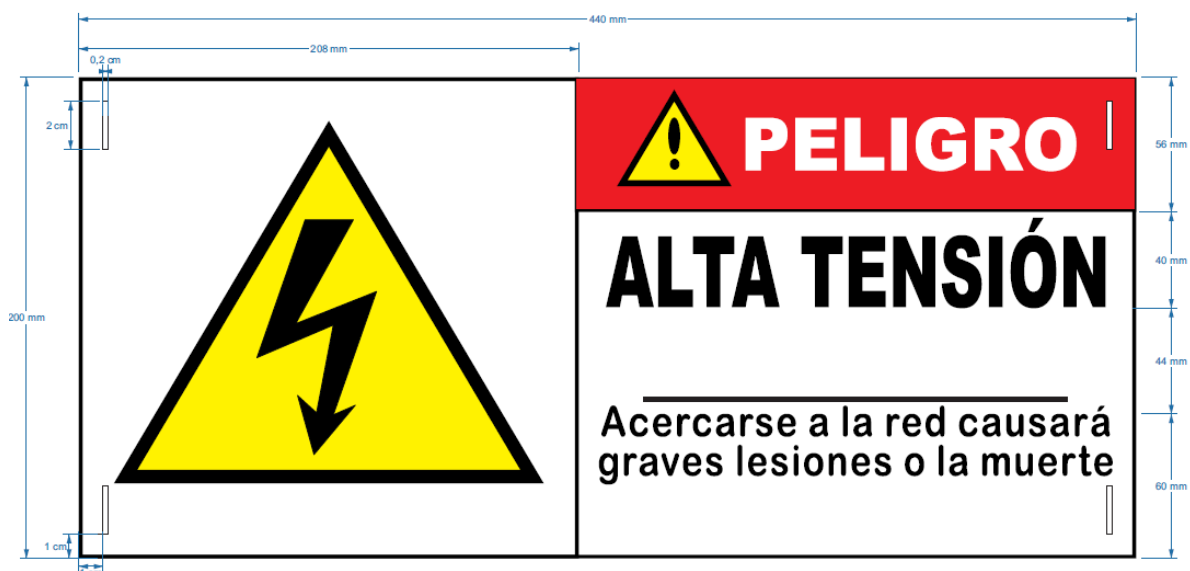 440 mm
208 mm
0,2 cm
2 cm
PELIGRO
56 mm
ALTA TENSIÓN
40 mm
200 mm
44 mm
Acercarse a la red causará
graves lesiones o la muerte
60 mm
1 cm